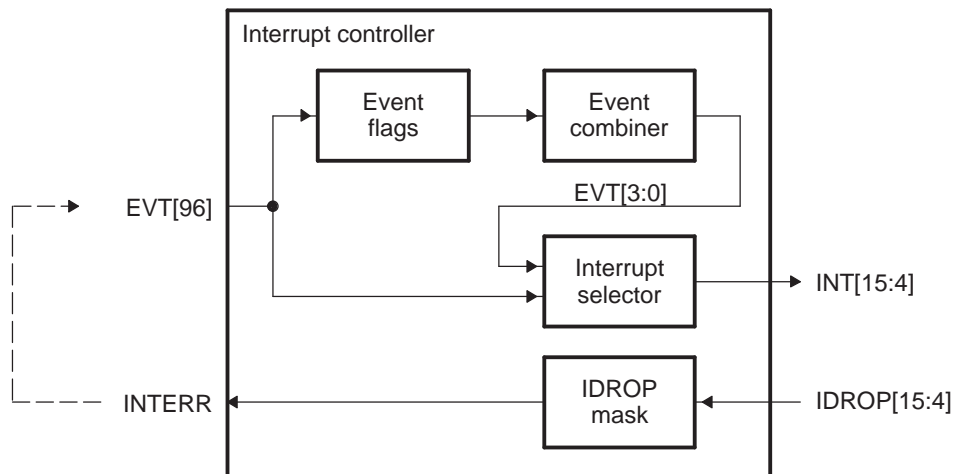 Interrupt controller
Event
flags
Event
combiner
EVT[3:0]
EVT[96]
Interrupt
selector
INT[15:4]
INTERR
IDROP
mask
IDROP[15:4]